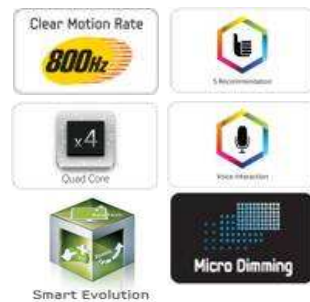 Clear Motion Rate
800Hz
S Recommendation
x4
Quad Core
Voice Interaction
Smart Evolution
Micro Dimming